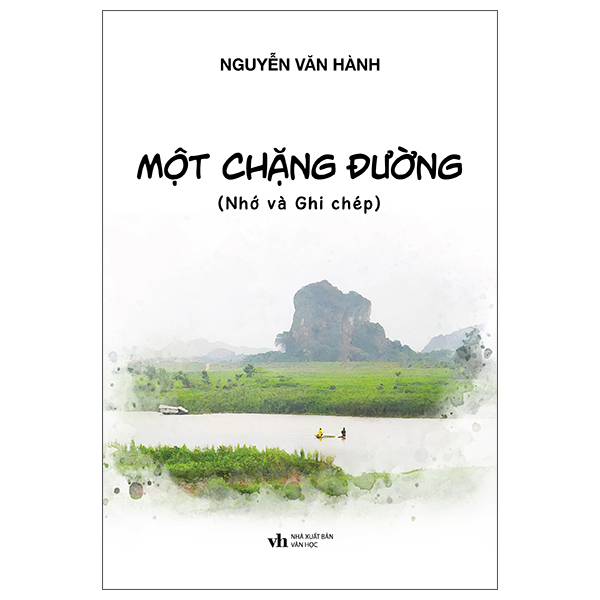 NGUYỄN VĂN HÀNH
MỘT CHẶNG ĐƯỜNG
(Nhớ và Ghi chép)
vh NHÀ XUẤT BẢN
VĂN HỌC